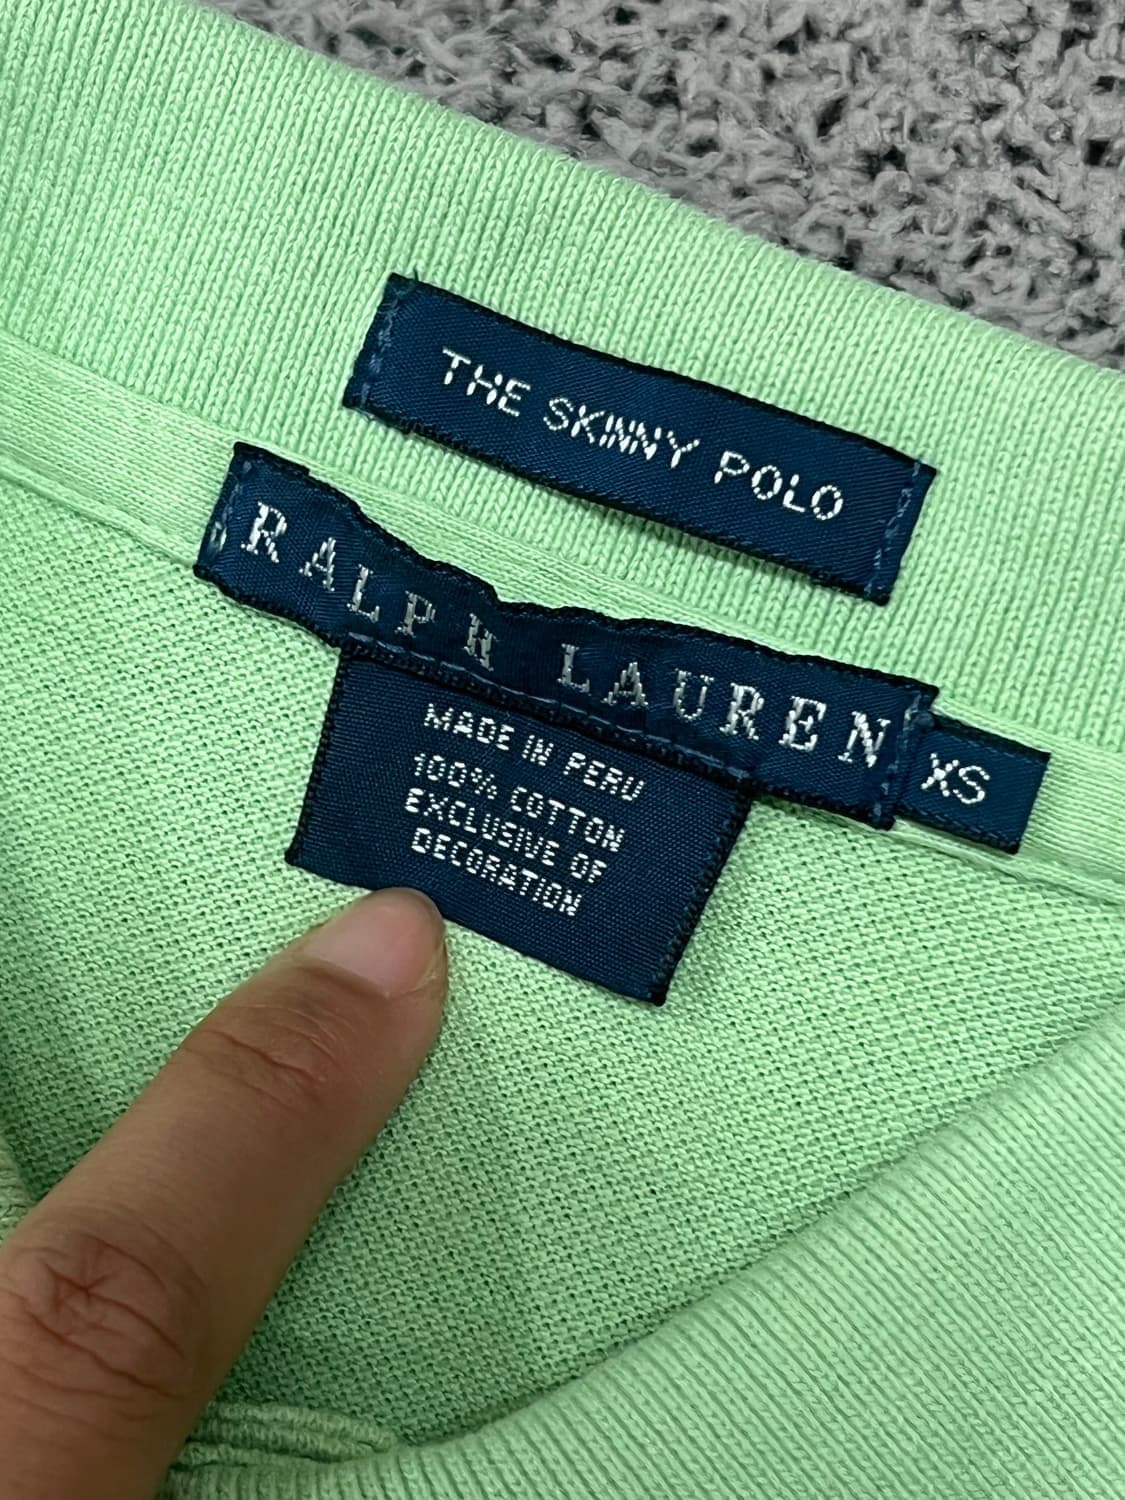 THE SKINNY POLO
RALPH LAUREN
XS
MADE IN PERU
100% COTTON
EXCLUSIVE OF
DECORATION